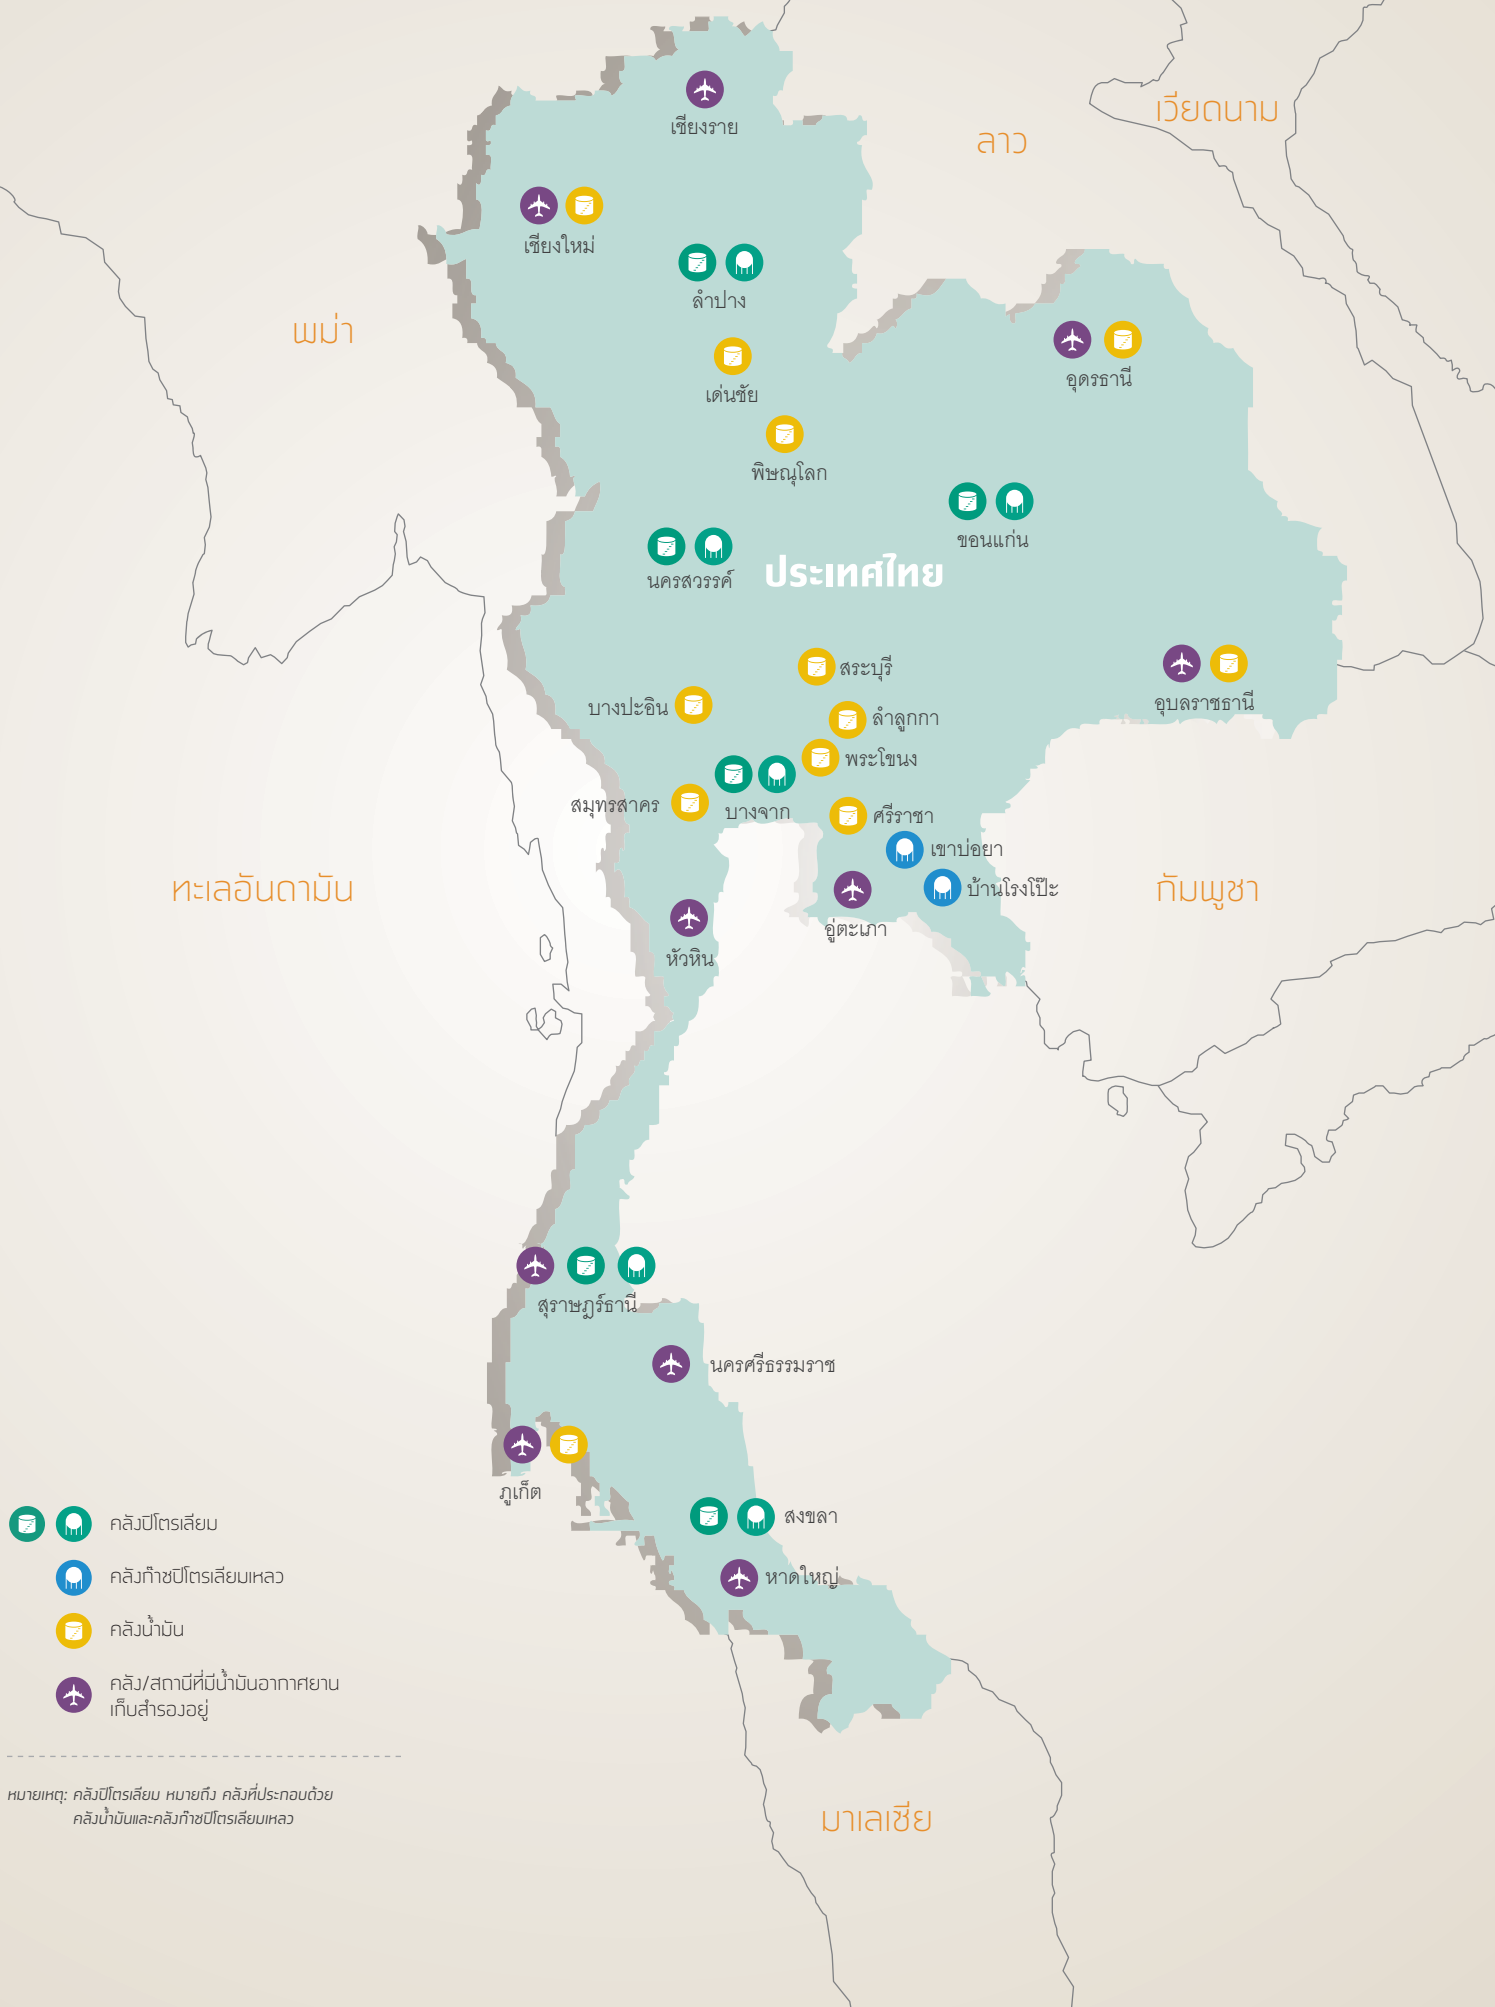 เวียดนาม
ลาว
เชียงราย
เชียงใหม่
ลำปาง
พม่า
อุดรธานี
เด่นชัย
พิษณุโลก
ขอนแก่น
นครสวรรค์
ประเทศไทย
สระบุรี
อุบลราชธานี
บางปะอิน
ลำลูกกา
พระโขนง
สมุทรสาคร
บางจาก
ศรีราชา
เขาบ่อยา
ทะเลอันดามัน
บ้านโรงโป๊ะ
กัมพูชา
อู่ตะเภา
หัวหิน
สุราษฎร์ธานี
นครศรีธรรมราช
ภูเก็ต
สงขลา
หาดใหญ่
คลังปิโตรเลียม
คลังก๊าซปิโตรเลียมเหลว
คลังน้ำมัน
คลัง/สถานีที่มีน้ำมันอากาศยาน
เก็บสำรองอยู่
หมายเหตุ: คลังปิโตรเลียม หมายถึง คลังที่ประกอบด้วย
คลังน้ำมันและคลังก๊าซปิโตรเลียมเหลว
มาเลเซีย